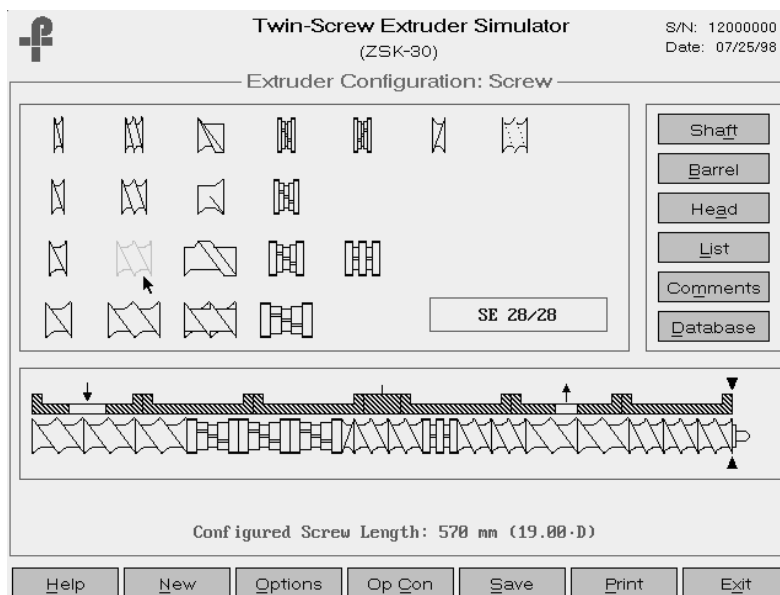 Twin-Screw Extruder Simulator
(ZSK-30)
S/N: 12000000
Date: 07/25/98
Extruder Configuration: Screw
Shaft
Barrel
Head
List
Comments
Database
SE 28/28
Configured Screw Length: 570 mm (19.00·D)
Help
New
Options
Op Con
Save
Print
Exit